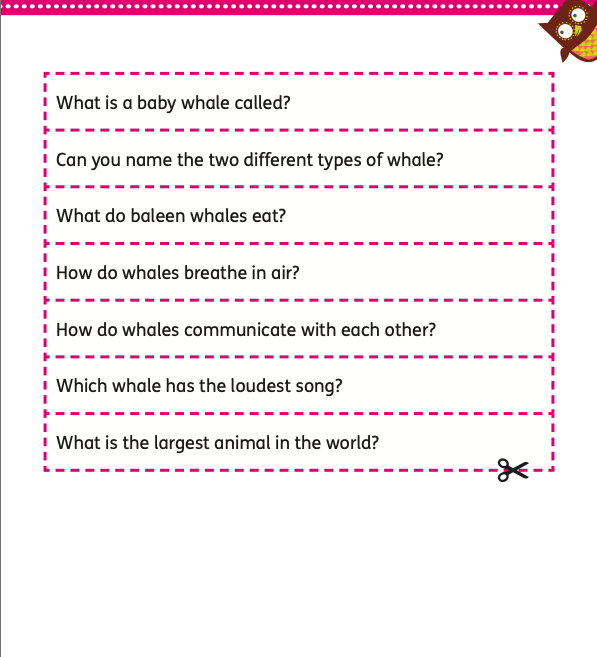 What is a baby whale called?
Can you name the two different types of whale?
What do baleen whales eat?
How do whales breathe in air?
How do whales communicate with each other?
Which whale has the loudest song?
What is the largest animal in the world?